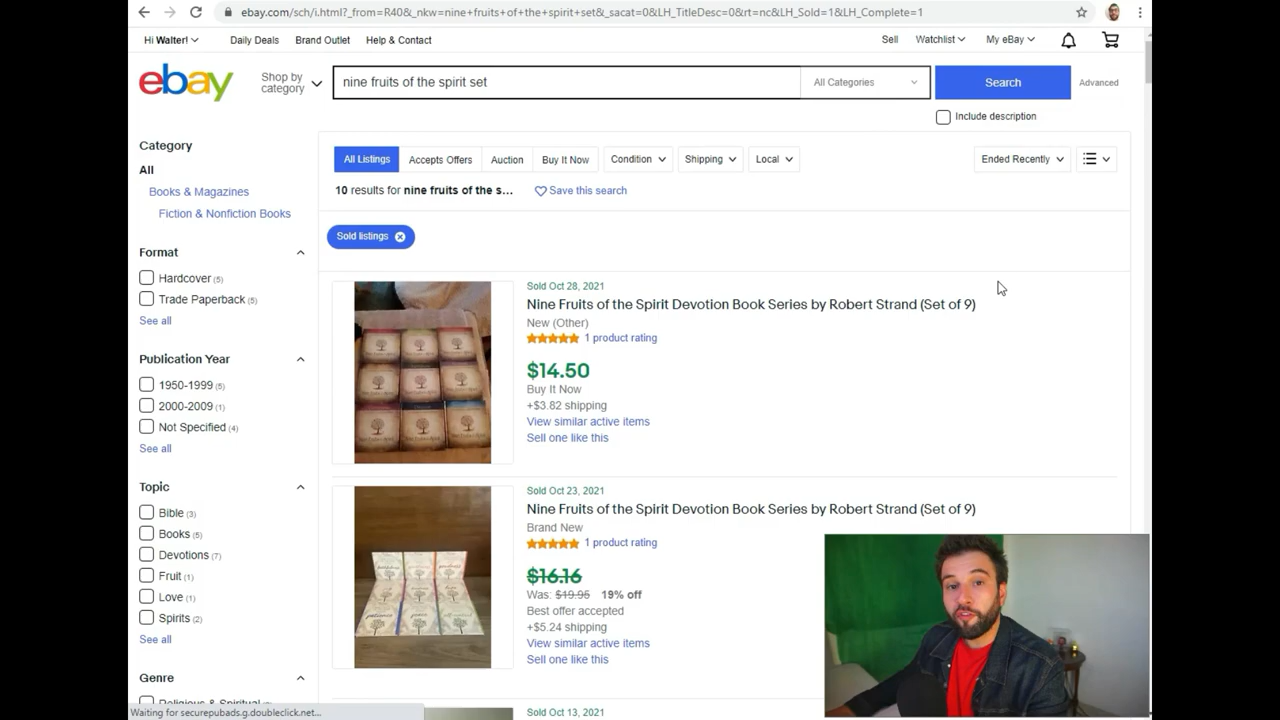 ebay.com/sch/i.html?_from=R40&_nkw=nine+fruits+of+the+spirit+set&_sacat=0&LH_TitleDesc=0&rt=nc&LH_Sold=1&LH_Complete=1
Hi Walter!
Daily Deals
Brand Outlet
Help & Contact
Sell
Watchlist
My eBay
ebay
Shop by category
nine fruits of the spirit set
All Categories
Search
Advanced
Include description
Category
All
Books & Magazines
Fiction & Nonfiction Books
Format
Hardcover (5)
Trade Paperback (5)
See all
Publication Year
1950-1999 (5)
2000-2009 (1)
Not Specified (4)
See all
Topic
Bible (3)
Books (5)
Devotions (7)
Fruit (1)
Love (1)
Spirits (2)
See all
Genre
Religious & Spiritual
Waiting for securepubads.g.doubleclick.net...
All Listings
Accepts Offers
Auction
Buy It Now
Condition
Shipping
Local
Ended Recently
10 results for nine fruits of the s...
Save this search
Sold listings
Sold Oct 28, 2021
Nine Fruits of the Spirit Devotion Book Series by Robert Strand (Set of 9)
New (Other)
1 product rating
$14.50
Buy It Now
+$3.82 shipping
View similar active items
Sell one like this
Sold Oct 23, 2021
Nine Fruits of the Spirit Devotion Book Series by Robert Strand (Set of 9)
Brand New
1 product rating
$16.16
Was: $19.95 19% off
Best offer accepted
+$5.24 shipping
View similar active items
Sell one like this
Sold Oct 13, 2021